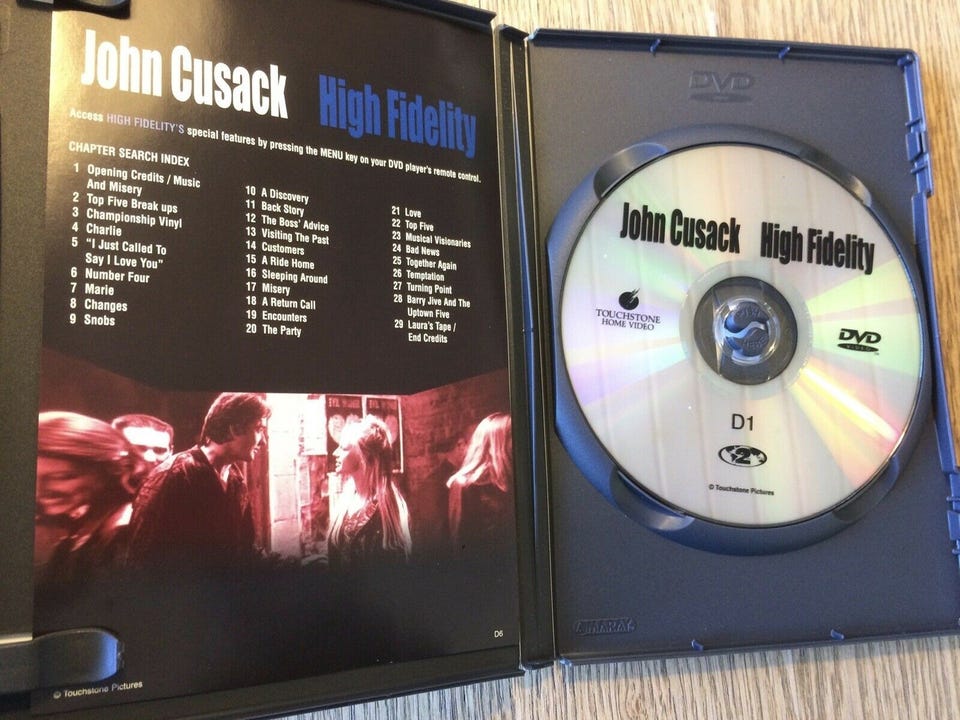 John Cusack High Fidelity
Access HIGH FIDELITY'S special features by pressing the MENU key on your DVD player's remote control.
CHAPTER SEARCH INDEX
1 Opening Credits / Music
And Misery
2 Top Five Break ups
3 Championship Vinyl
4 Charlie
5 "I Just Called To
Say I Love You"
6 Number Four
7 Marie
8 Changes
9 Snobs
10 A Discovery
11 Back Story
12 The Boss' Advice
13 Visiting The Past
14 Customers
15 A Ride Home
16 Sleeping Around
17 Misery
18 A Return Call
19 Encounters
20 The Party
21 Love
22 Top Five
23 Musical Visionaries
24 Bad News
25 Together Again
26 Temptation
27 Turning Point
28 Barry Jive And The
Uptown Five
29 Laura's Tape /
End Credits
D6
© Touchstone Pictures
DVD
John Cusack High Fidelity
TOUCHSTONE
HOME VIDEO
DVD
VIDEO
D1
2
© Touchstone Pictures
AMARAY